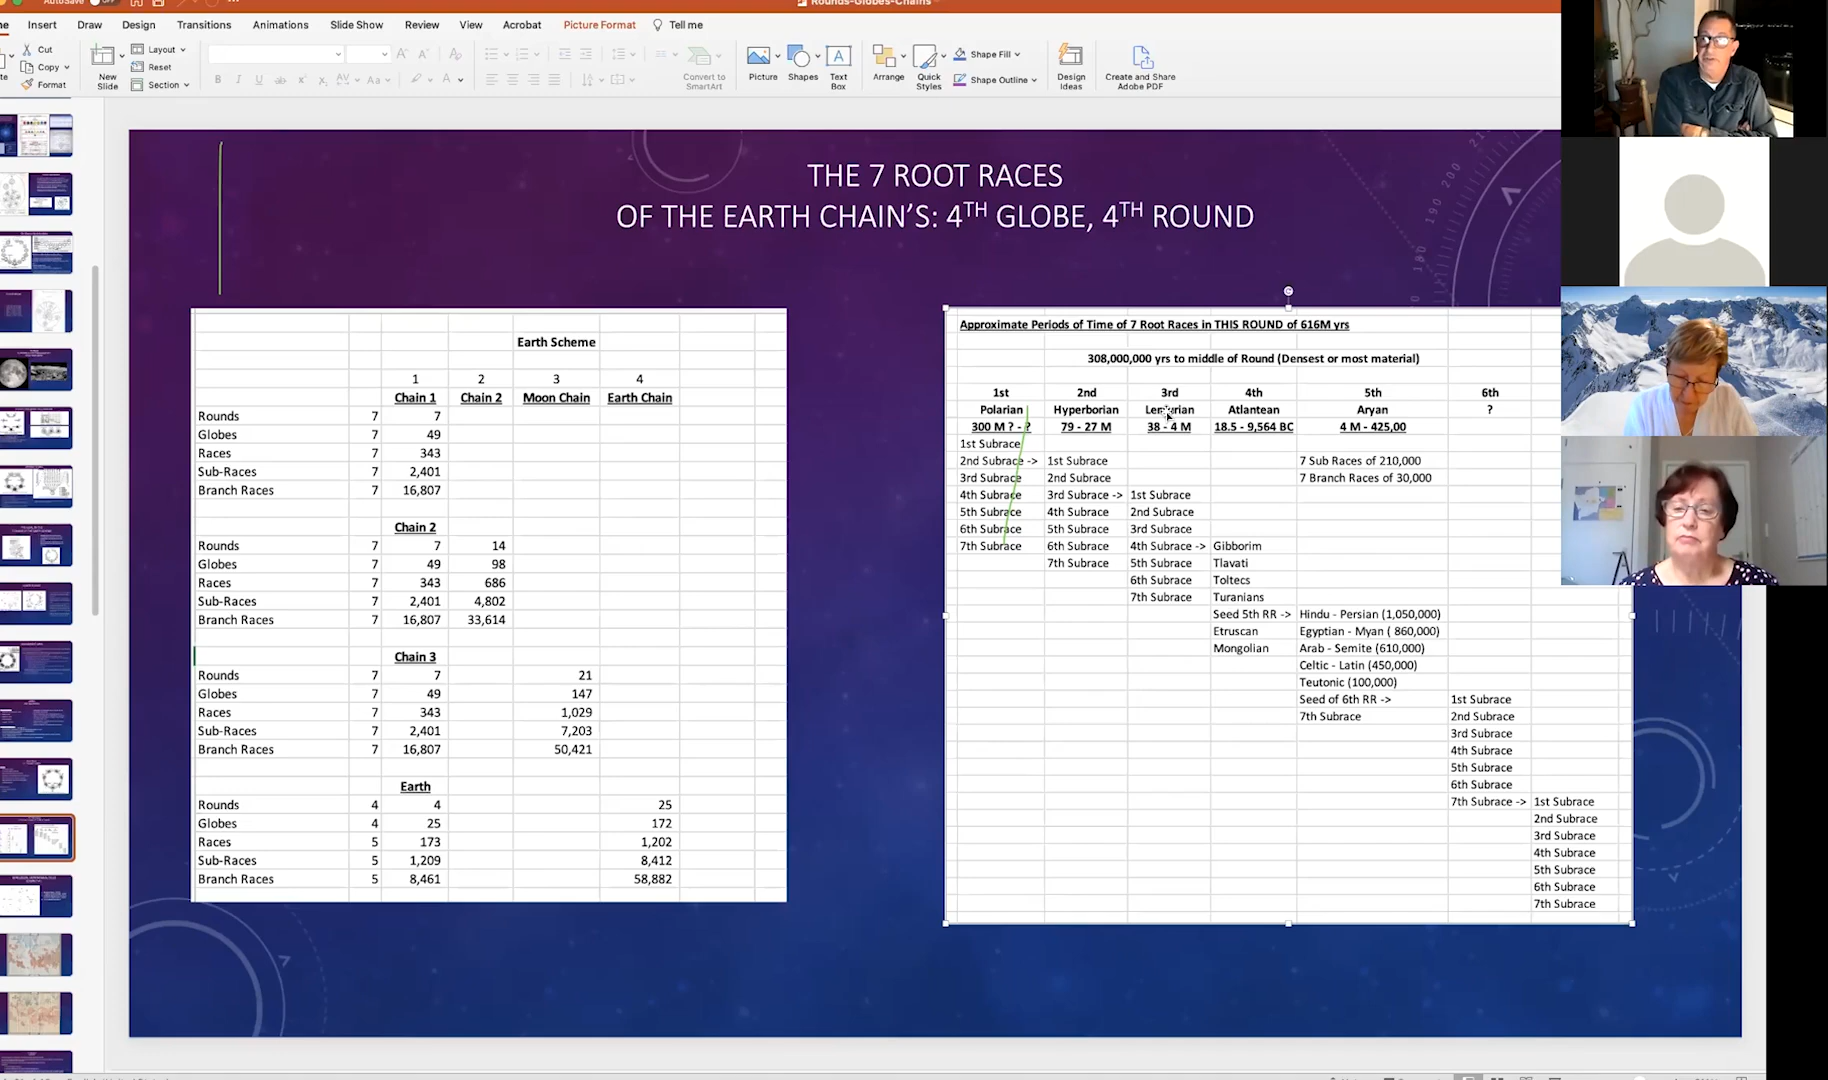 AutoSave
OFF
Rounds-Globes-Chains
Insert Draw Design Transitions Animations Slide Show Review View Acrobat Picture Format Tell me
Cut
Copy
Format
New Slide
Layout
Reset
Section
Convert to SmartArt
Picture
Shapes
Text Box
Arrange
Quick Styles
Shape Fill
Shape Outline
Design Ideas
Create and Share Adobe PDF
THE 7 ROOT RACES
OF THE EARTH CHAIN'S: 4TH GLOBE, 4TH ROUND
Earth Scheme
1 2 3 4
Chain 1 Chain 2 Moon Chain Earth Chain
Rounds 7 7
Globes 7 49
Races 7 343
Sub-Races 7 2,401
Branch Races 7 16,807
Chain 2
Rounds 7 7 14
Globes 7 49 98
Races 7 343 686
Sub-Races 7 2,401 4,802
Branch Races 7 16,807 33,614
Chain 3
Rounds 7 7 21
Globes 7 49 147
Races 7 343 1,029
Sub-Races 7 2,401 7,203
Branch Races 7 16,807 50,421
Earth
Rounds 4 4 25
Globes 4 25 172
Races 5 173 1,202
Sub-Races 5 1,209 8,412
Branch Races 5 8,461 58,882
Approximate Periods of Time of 7 Root Races in THIS ROUND of 616M yrs
308,000,000 yrs to middle of Round (Densest or most material)
1st 2nd 3rd 4th 5th 6th
Polarian Hyperborian Lemurian Atlantean Aryan ?
300 M ? - ? 79 - 27 M 38 - 4 M 18.5 - 9,564 BC 4 M - 425,00
1st Subrace
2nd Subrace -> 1st Subrace 7 Sub Races of 210,000
3rd Subrace 2nd Subrace 7 Branch Races of 30,000
4th Subrace 3rd Subrace -> 1st Subrace
5th Subrace 4th Subrace 2nd Subrace
6th Subrace 5th Subrace 3rd Subrace
7th Subrace 6th Subrace 4th Subrace -> Gibborim
7th Subrace 5th Subrace Tlavati
6th Subrace Toltecs
7th Subrace Turanians
Seed 5th RR -> Hindu - Persian (1,050,000)
Etruscan Egyptian - Myan ( 860,000)
Mongolian Arab - Semite (610,000)
Celtic - Latin (450,000)
Teutonic (100,000)
Seed of 6th RR -> 1st Subrace
7th Subrace 2nd Subrace
3rd Subrace
4th Subrace
5th Subrace
6th Subrace
7th Subrace -> 1st Subrace
2nd Subrace
3rd Subrace
4th Subrace
5th Subrace
6th Subrace
7th Subrace